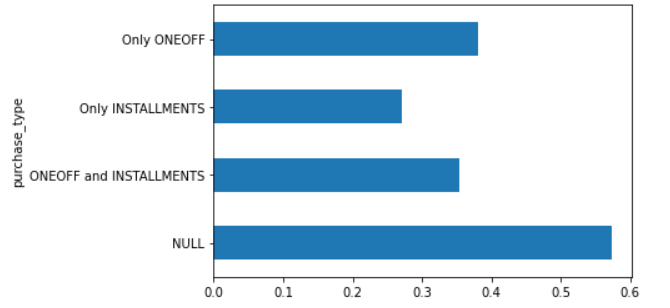 Only ONEOFF
Only INSTALLMENTS
purchase_type
ONEOFF and INSTALLMENTS
NULL
0.0 0.1 0.2 0.3 0.4 0.5 0.6